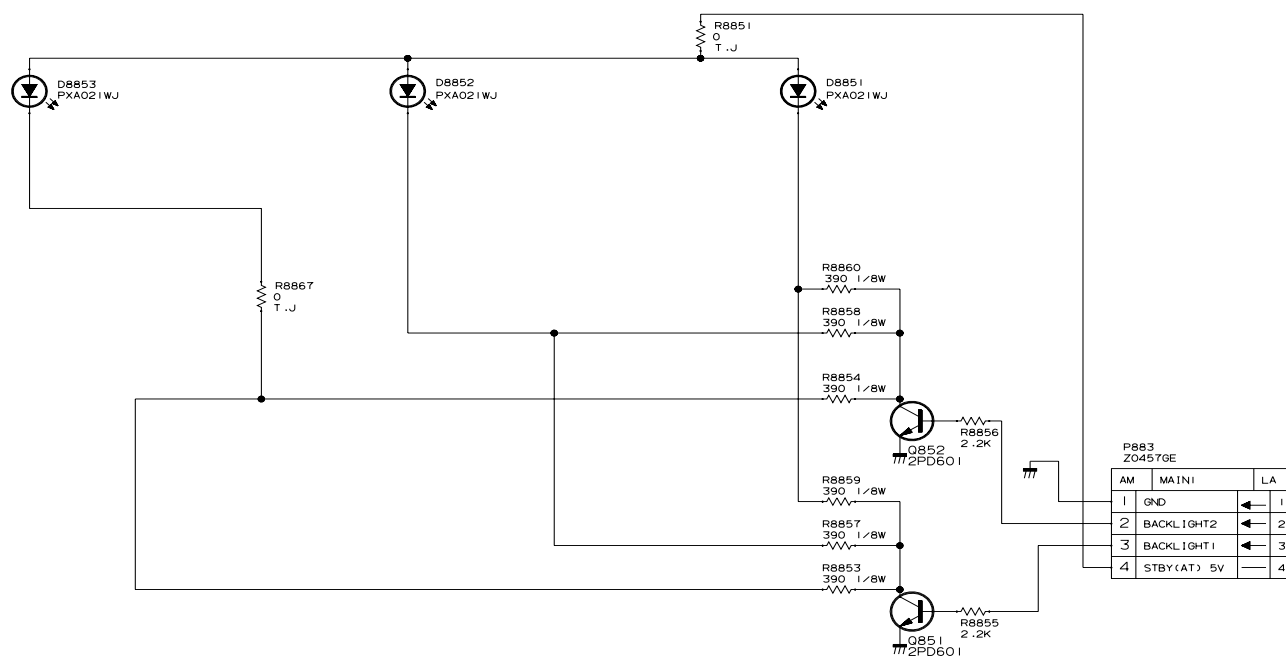 R8851
0
T.J
D8853
PXA021WJ
D8852
PXA021WJ
D8851
PXA021WJ
R8867
0
T.J
R8860
390 1/8W
R8858
390 1/8W
R8854
390 1/8W
R8856
2.2K
Q852
2PD601
P883
Z0457GE
AM MAIN1 LA
1 GND 1
2 BACKLIGHT2 2
3 BACKLIGHT1 3
4 STBY(AT) 5V 4
R8859
390 1/8W
R8857
390 1/8W
R8853
390 1/8W
R8855
2.2K
Q851
2PD601